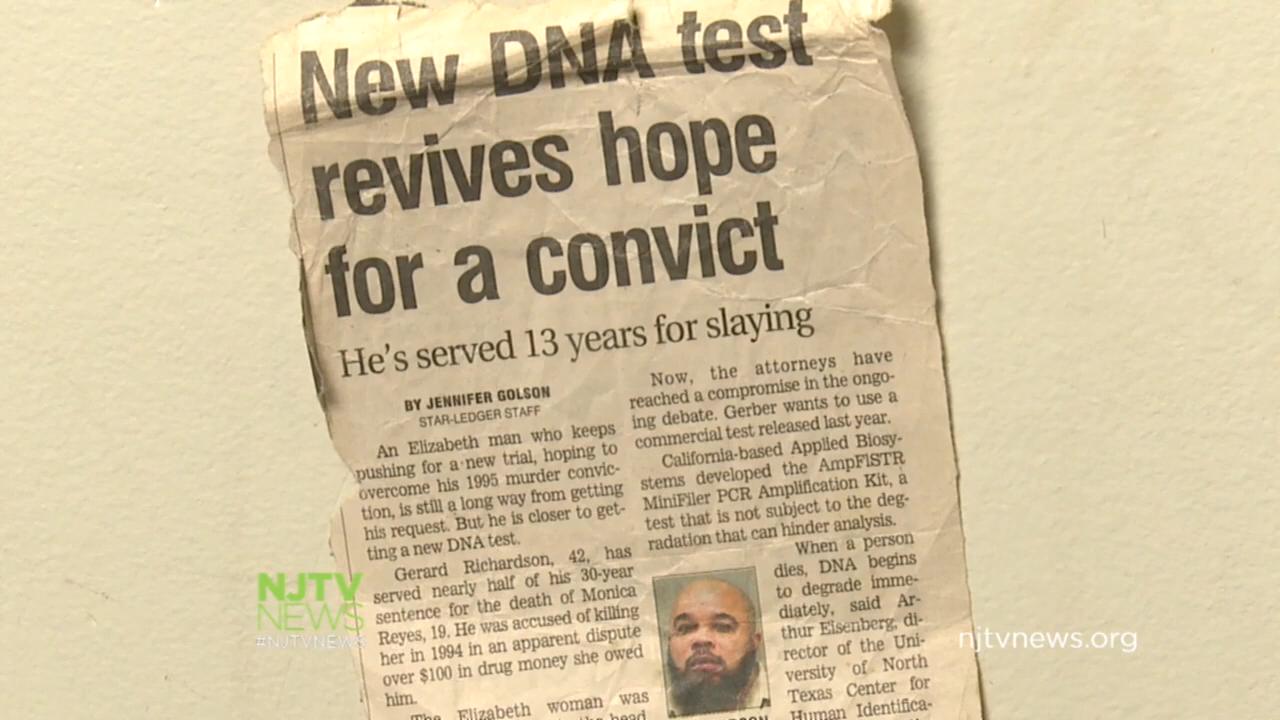 New DNA test
revives hope
for a convict
He's served 13 years for slaying
BY JENNIFER GOLSON
STAR-LEDGER STAFF
An Elizabeth man who keeps
pushing for a new trial, hoping to
overcome his 1995 murder convic-
tion, is still a long way from getting
his request. But he is closer to get-
ting a new DNA test.
Gerard Richardson, 42, has
served nearly half of his 30-year
sentence for the death of Monica
Reyes, 19. He was accused of killing
her in 1994 in an apparent dispute
over $100 in drug money she owed
him.
The Elizabeth woman was
the head
Now, the attorneys have
reached a compromise in the ongo-
ing debate. Gerber wants to use a
commercial test released last year.
California-based Applied Biosy-
stems developed the AmpFlSTR
MiniFiler PCR Amplification Kit, a
test that is not subject to the deg-
radation that can hinder analysis.
When a person
dies, DNA begins
to degrade imme-
diately, said Ar-
thur Eisenberg, di-
rector of the Uni-
versity of North
Texas Center for
Human Identifica-
NJTV
NEWS
#NJTVNEWS
njtvnews.org